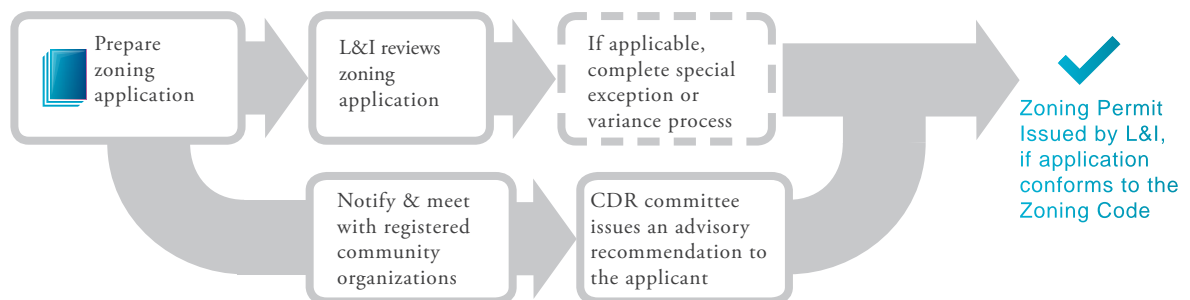 Prepare
zoning
application
L&I reviews
zoning
application
If applicable,
complete special
exception or
variance process
Zoning Permit
Issued by L&I,
if application
conforms to the
Zoning Code
Notify & meet
with registered
community
organizations
CDR committee
issues an advisory
recommendation to
the applicant